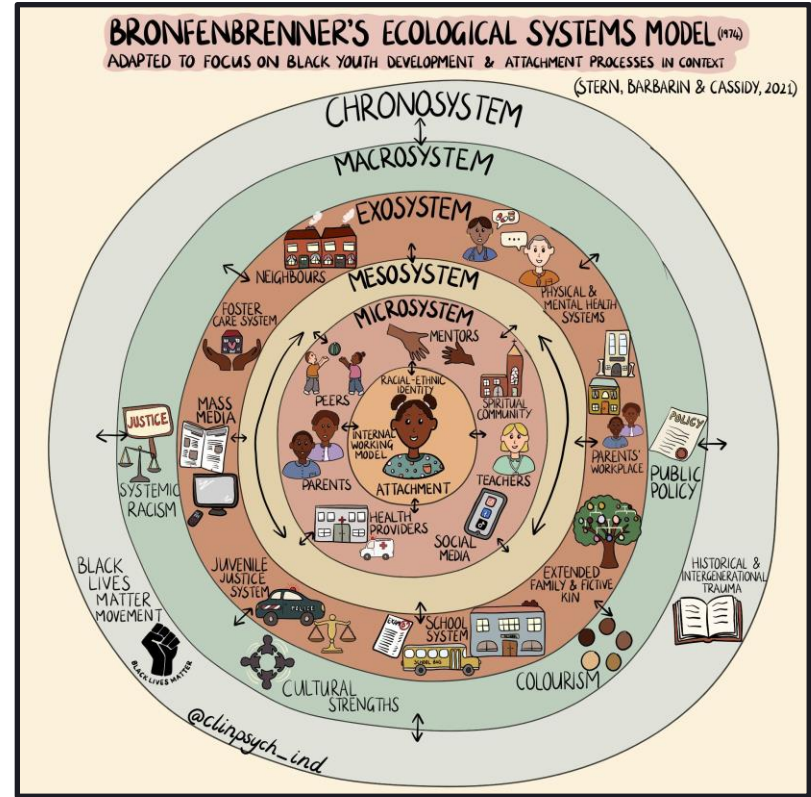 BRONFENBRENNER'S ECOLOGICAL SYSTEMS MODEL (1974)
ADAPTED TO FOCUS ON BLACK YOUTH DEVELOPMENT & ATTACHMENT PROCESSES IN CONTEXT
(STERN, BARBARIN & CASSIDY, 2021)
CHRONOSYSTEM
MACROSYSTEM
EXOSYSTEM
NEIGHBOURS
MESOSYSTEM
PHYSICAL &
MENTAL HEALTH
SYSTEMS
FOSTER
CARE SYSTEM
MICROSYSTEM
MENTORS
PEERS
RACIAL-ETHNIC
IDENTITY
SPIRITUAL
COMMUNITY
MASS
MEDIA
JUSTICE
SYSTEMIC
RACISM
INTERNAL
WORKING
MODEL
PARENTS
ATTACHMENT
TEACHERS
PARENTS'
WORKPLACE
POLICY
PUBLIC
POLICY
HEALTH
PROVIDERS
SOCIAL
MEDIA
BLACK
LIVES
MATTER
MOVEMENT
BLACK LIVES MATTER
JUVENILE
JUSTICE
SYSTEM
POLICE
EXAM
SCHOOL
SYSTEM
SCHOOL BUS
EXTENDED
FAMILY & FICTIVE
KIN
HISTORICAL &
INTERGENERATIONAL
TRAUMA
CULTURAL
STRENGTHS
COLOURISM
@clinpsych_ind